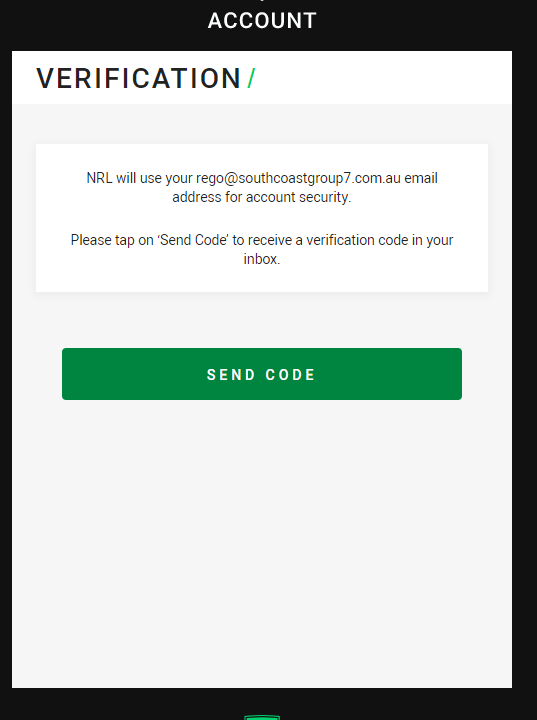 ACCOUNT
VERIFICATION /
NRL will use your rego@southcoastgroup7.com.au email
address for account security.
Please tap on ‘Send Code’ to receive a verification code in your
inbox.
SEND CODE